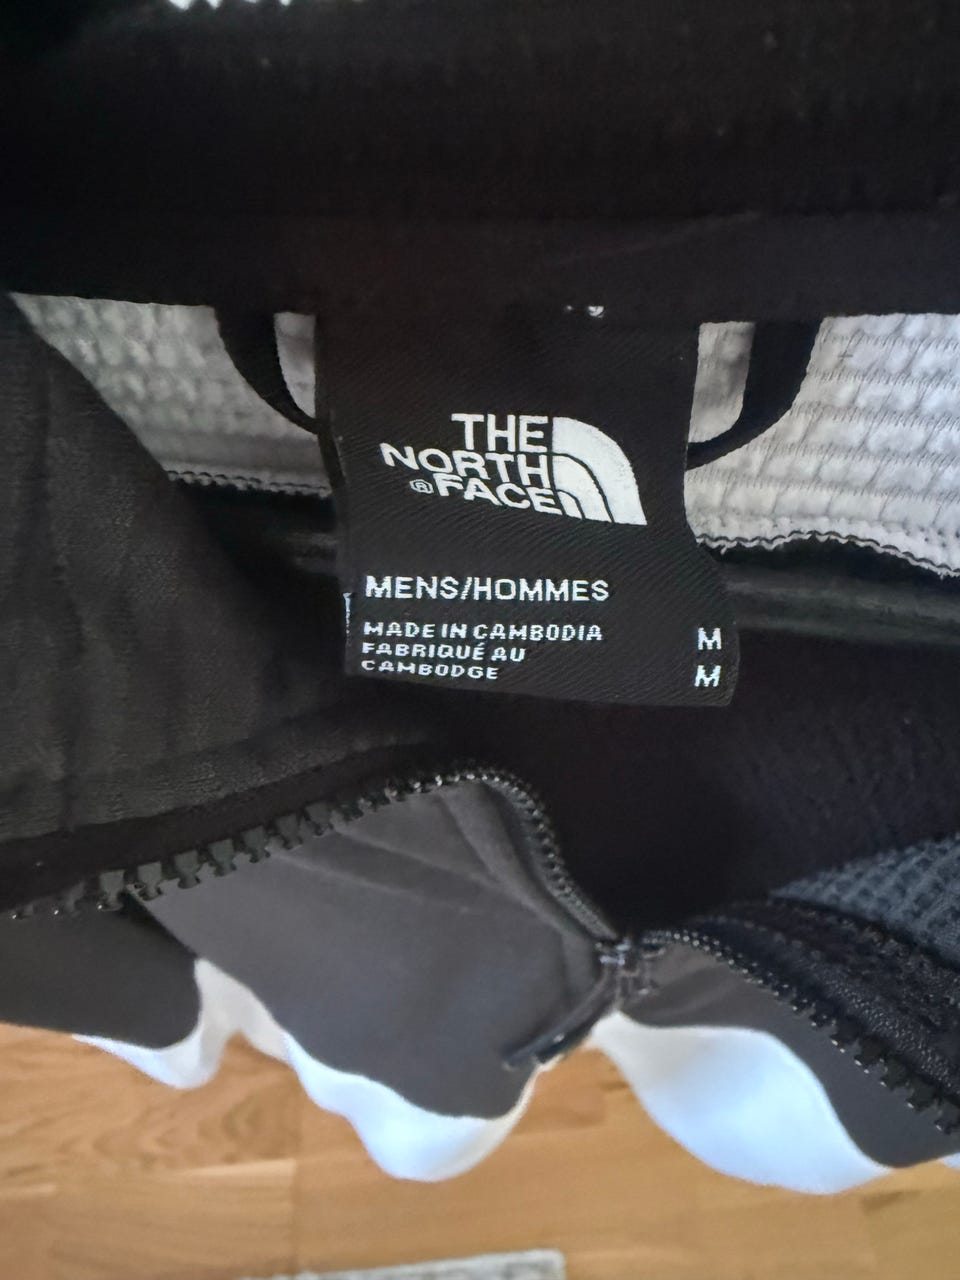 THE
NORTH
® FACE
MENS/HOMMES
MADE IN CAMBODIA M
FABRIQUÉ AU
CAMBODGE M